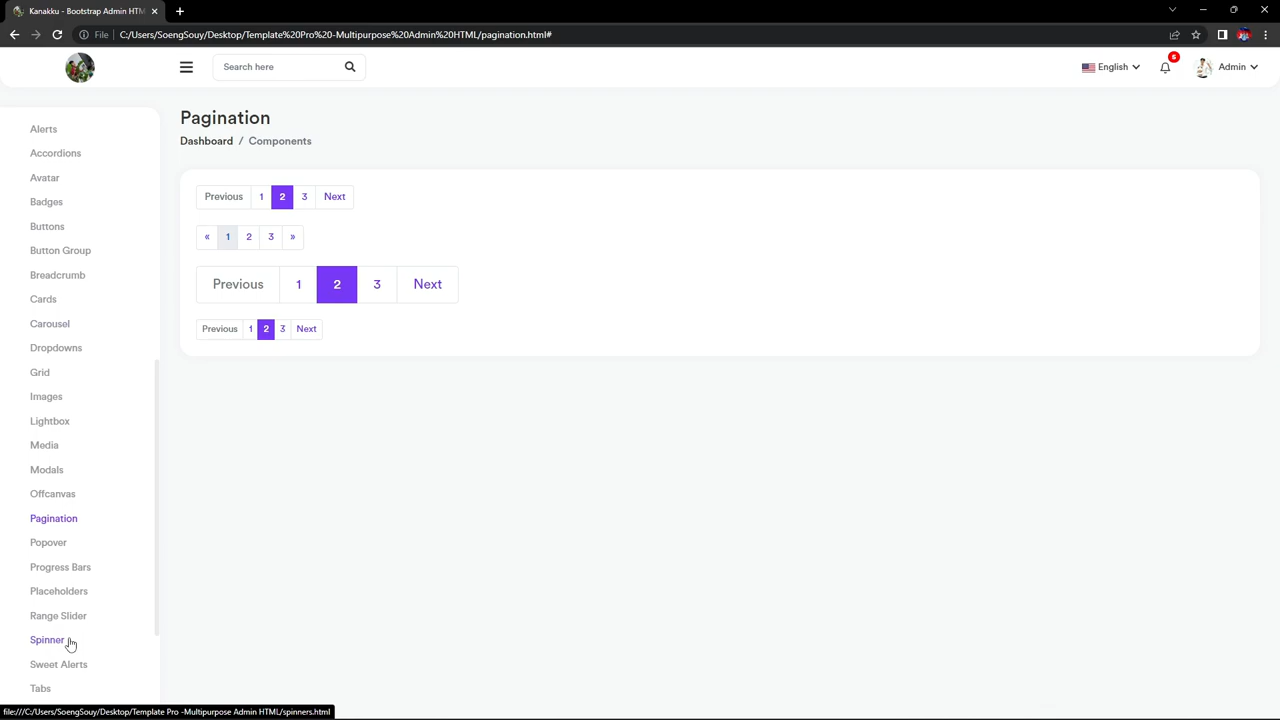 Kanakku - Bootstrap Admin HTM
File C:/Users/SoengSouy/Desktop/Template%20Pro%20-Multipurpose%20Admin%20HTML/pagination.html#
Search here
English
5
Admin
Pagination
Dashboard / Components
Alerts
Accordions
Avatar
Badges
Buttons
Button Group
Breadcrumb
Cards
Carousel
Dropdowns
Grid
Images
Lightbox
Media
Modals
Offcanvas
Pagination
Popover
Progress Bars
Placeholders
Range Slider
Spinner
Sweet Alerts
Tabs
Previous 1 2 3 Next
« 1 2 3 »
Previous 1 2 3 Next
Previous 1 2 3 Next
file:///C:/Users/SoengSouy/Desktop/Template Pro -Multipurpose Admin HTML/spinners.html